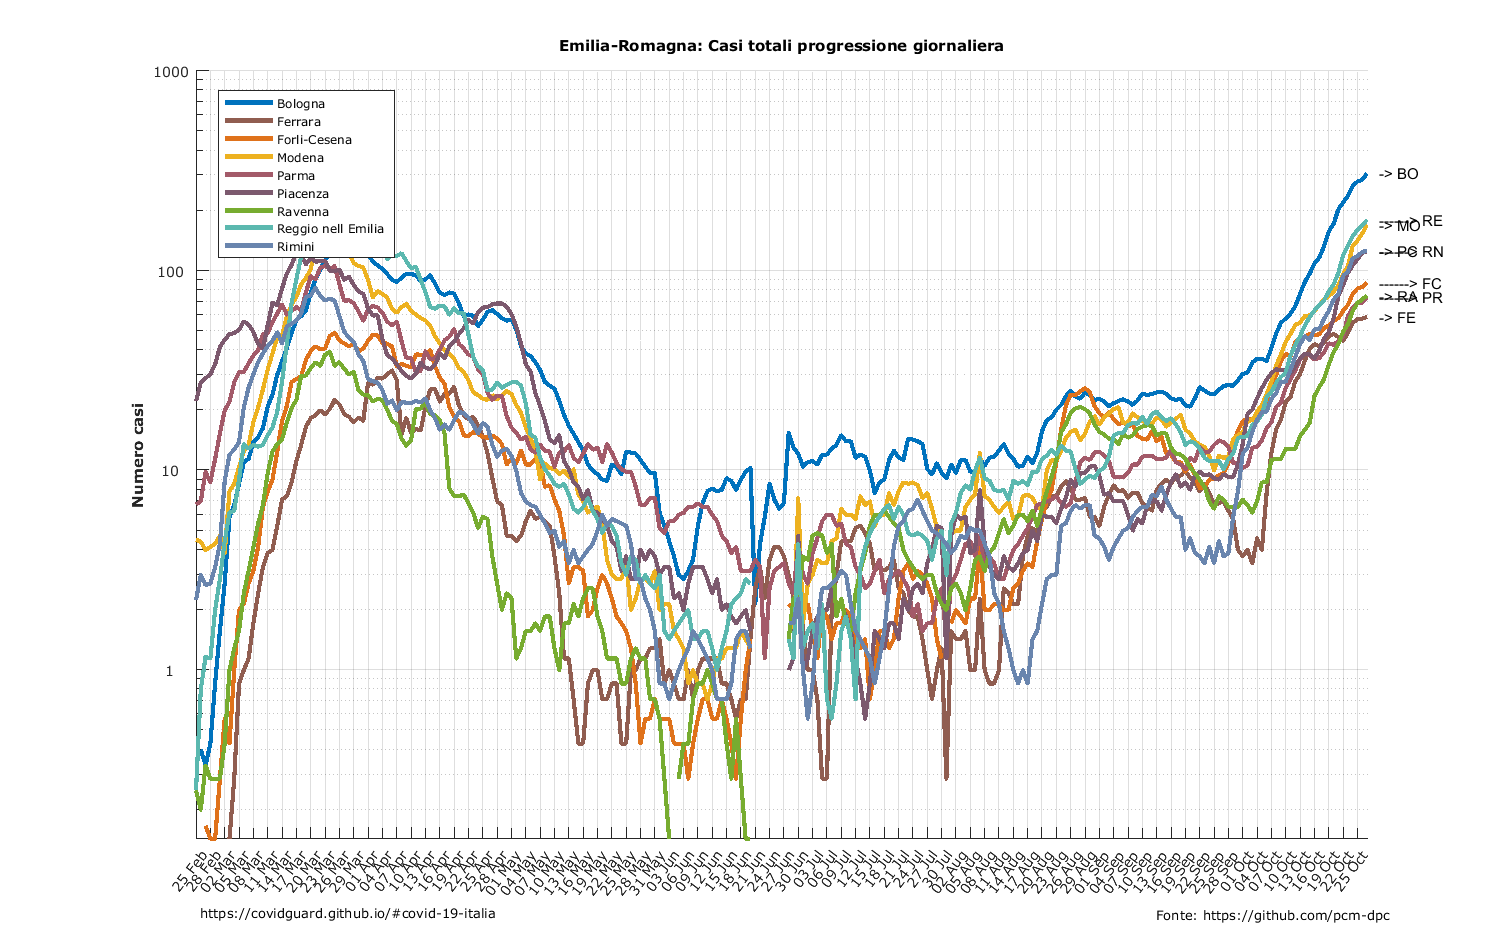 Emilia-Romagna: Casi totali progressione giornaliera
Numero casi
1000
100
10
1
Bologna
Ferrara
Forli-Cesena
Modena
Parma
Piacenza
Ravenna
Reggio nell Emilia
Rimini
-> BO
------> RE
-> MO
-> PC
------> RN
------> FC
-> RA
------> PR
-> FE
25 Feb
28 Feb
02 Mar
05 Mar
08 Mar
11 Mar
14 Mar
17 Mar
20 Mar
23 Mar
26 Mar
29 Mar
01 Apr
04 Apr
07 Apr
10 Apr
13 Apr
16 Apr
19 Apr
22 Apr
25 Apr
28 Apr
01 May
04 May
07 May
10 May
13 May
16 May
19 May
22 May
25 May
28 May
31 May
03 Jun
06 Jun
09 Jun
12 Jun
15 Jun
18 Jun
21 Jun
24 Jun
27 Jun
30 Jun
03 Jul
06 Jul
09 Jul
12 Jul
15 Jul
18 Jul
21 Jul
24 Jul
27 Jul
30 Jul
02 Aug
05 Aug
08 Aug
11 Aug
14 Aug
17 Aug
20 Aug
23 Aug
26 Aug
29 Aug
01 Sep
04 Sep
07 Sep
10 Sep
13 Sep
16 Sep
19 Sep
22 Sep
25 Sep
28 Sep
01 Oct
04 Oct
07 Oct
10 Oct
13 Oct
16 Oct
19 Oct
22 Oct
25 Oct
https://covidguard.github.io/#covid-19-italia
Fonte: https://github.com/pcm-dpc